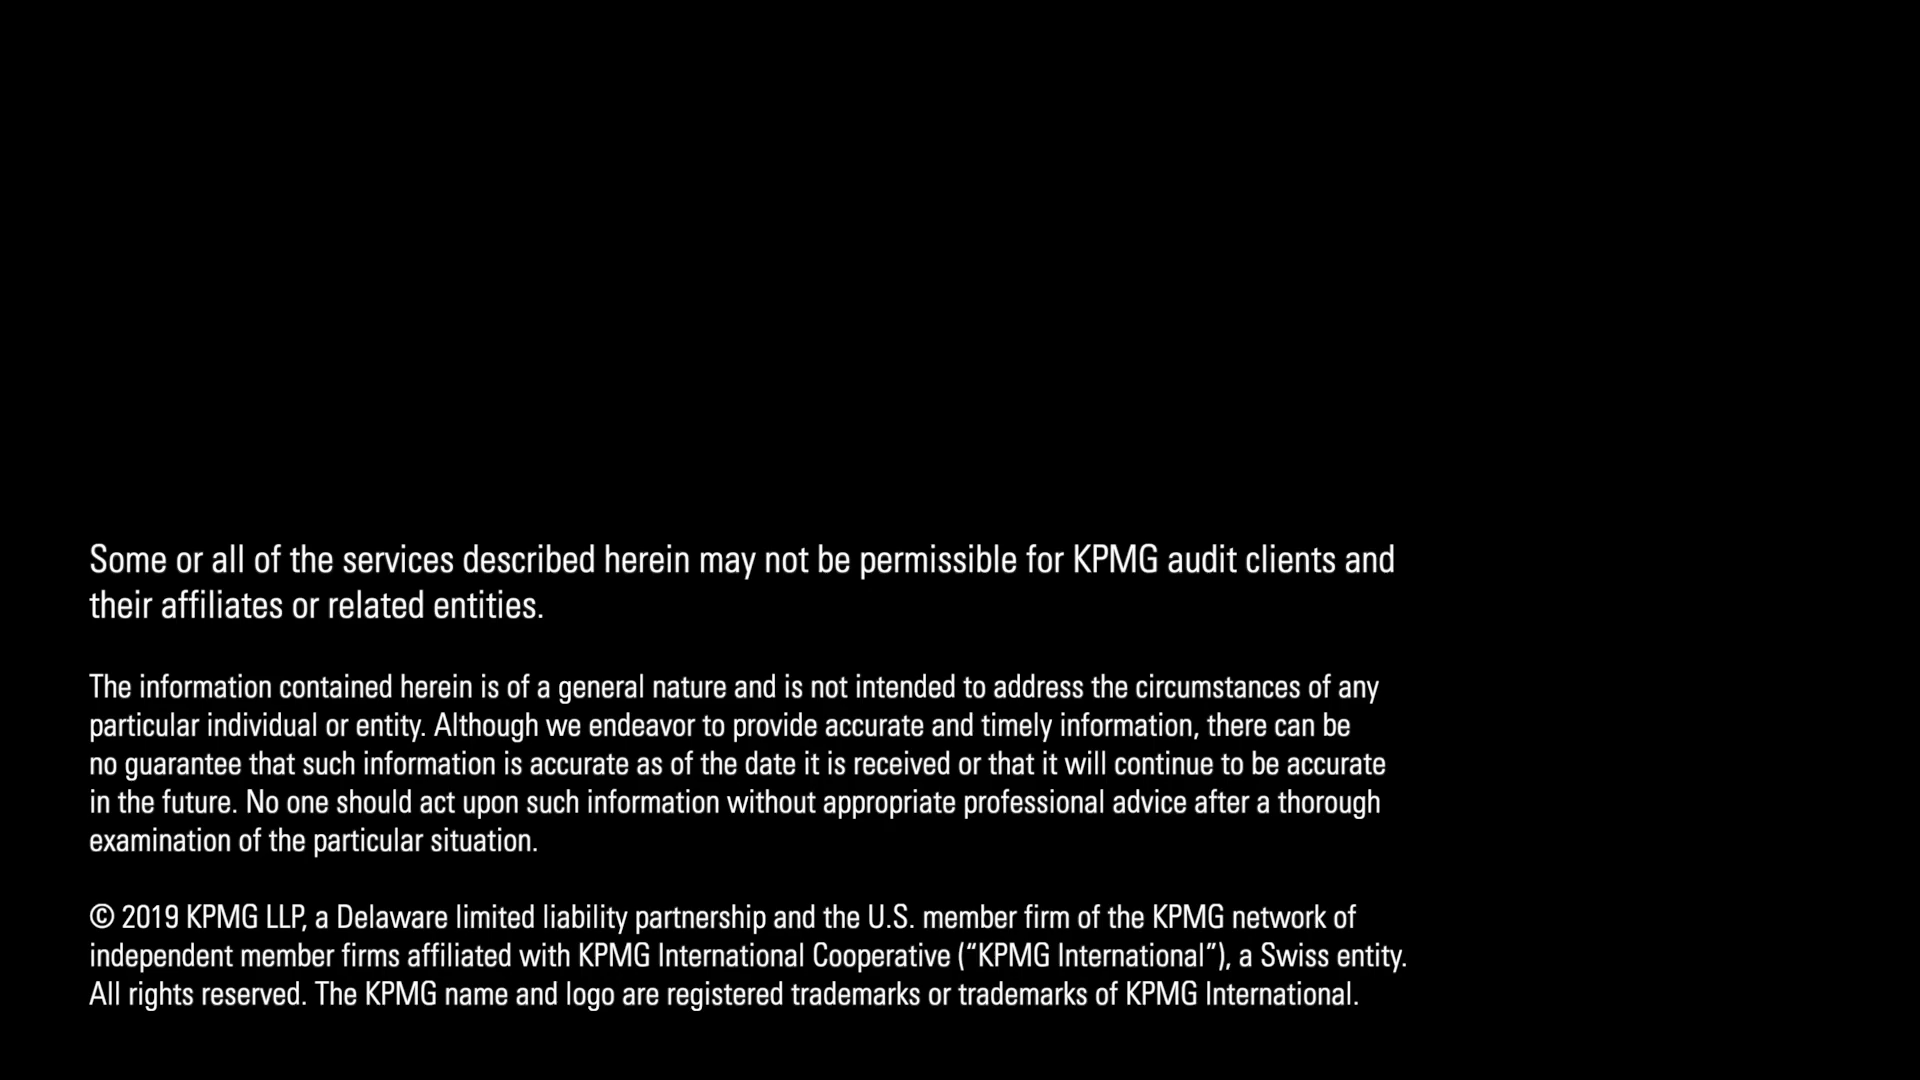 Some or all of the services described herein may not be permissible for KPMG audit clients and
their affiliates or related entities.
The information contained herein is of a general nature and is not intended to address the circumstances of any
particular individual or entity. Although we endeavor to provide accurate and timely information, there can be
no guarantee that such information is accurate as of the date it is received or that it will continue to be accurate
in the future. No one should act upon such information without appropriate professional advice after a thorough
examination of the particular situation.
© 2019 KPMG LLP, a Delaware limited liability partnership and the U.S. member firm of the KPMG network of
independent member firms affiliated with KPMG International Cooperative (“KPMG International”), a Swiss entity.
All rights reserved. The KPMG name and logo are registered trademarks or trademarks of KPMG International.